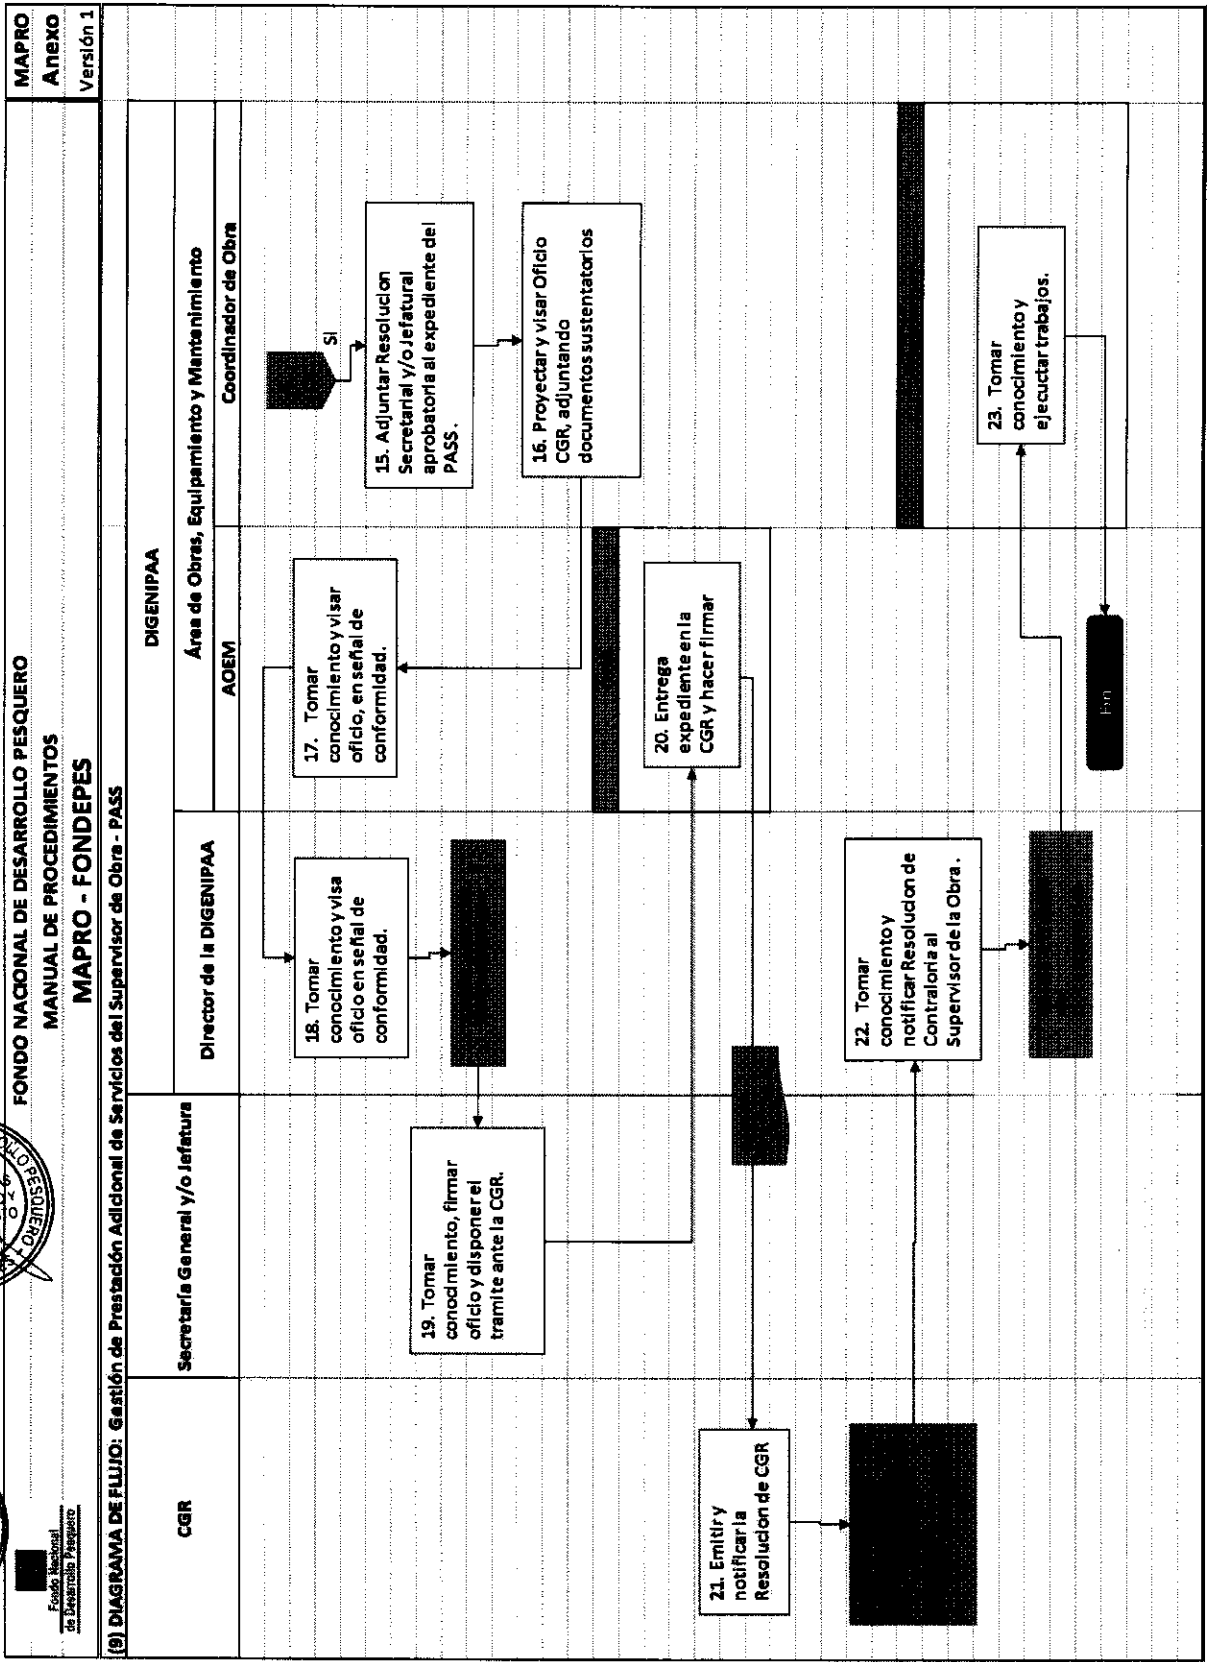 Fondo Nacional
de Desarrollo Pesquero
FONDO NACIONAL DE DESARROLLO PESQUERO
MANUAL DE PROCEDIMIENTOS
MAPRO - FONDEPES
MAPRO
Anexo
Versión 1
(9) DIAGRAMA DE FLUJO: Gestión de Prestación Adicional de Servicios del Supervisor de Obra - PASS
CGR
Secretaría General y/o Jefatura
DIGENIPAA
Director de la DIGENIPAA
Área de Obras, Equipamiento y Mantenimiento
AOEM
Coordinador de Obra
SI
15. Adjuntar Resolucion
Secretarial y/o Jefatural
aprobatoria al expediente del
PASS.
16. Proyectar y visar Oficio
CGR, adjuntando
documentos sustentatorios
17. Tomar
conocimiento y visar
oficio, en señal de
conformidad.
18. Tomar
conocimiento y visa
oficio en señal de
conformidad.
19. Tomar
conocimiento, firmar
oficio y disponer el
tramite ante la CGR.
20. Entrega
expediente en la
CGR y hacer firmar
21. Emitir y
notificar la
Resolucion de CGR
22. Tomar
conocimiento y
notificar Resolucion de
Contraloria al
Supervisor de la Obra.
23. Tomar
conocimiento y
ejecuctar trabajos.
Fin